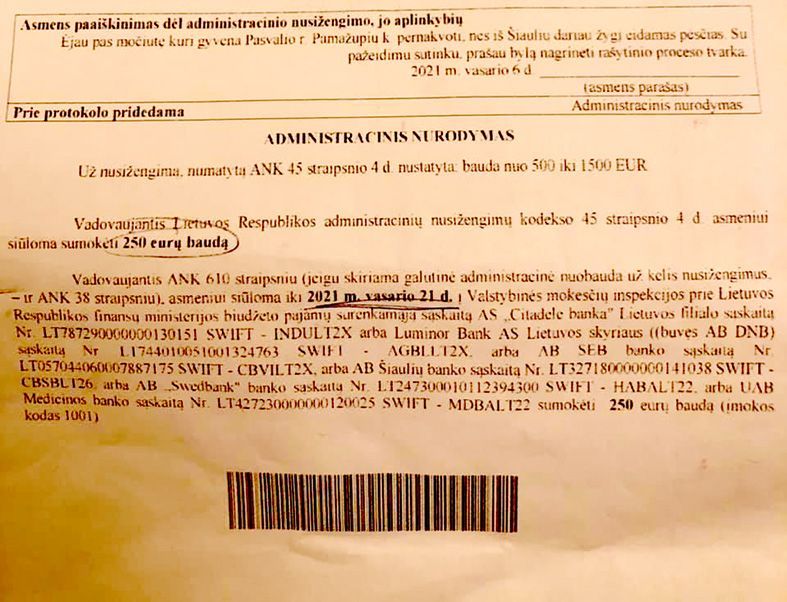 Asmens paaiškinimas dėl administracinio nusižengimo, jo aplinkybių
Ėjau pas močiutę kuri gyvena Pasvalio r. Pamažupių k pernakvoti, nes iš Šiaulių dariau žygį eidamas pėsčias. Su
pažeidimu sutinku, prašau bylą nagrinėti rašytinio proceso tvarka.
2021 m. vasario 6 d
(asmens parašas)
Prie protokolo pridedama
Administracinis nurodymas
ADMINISTRACINIS NURODYMAS
Už nusižengimą, numatytą ANK 45 straipsnio 4 d. nustatyta: bauda nuo 500 iki 1500 EUR
Vadovaujantis Lietuvos Respublikos administracinių nusižengimų kodekso 45 straipsnio 4 d. asmeniui
siūloma sumokėti 250 eurų baudą
Vadovaujantis ANK 610 straipsniu (jeigu skiriama galutinė administracinė nuobauda už kelis nusižengimus,
– ir ANK 38 straipsniu), asmeniui siūloma iki 2021 m. vasario 21 d. į Valstybinės mokesčių inspekcijos prie Lietuvos
Respublikos finansų ministerijos biudžeto pajamų surenkamąją sąskaitą AS „Citadele banka" Lietuvos filialo sąskaita
Nr. LT787290000000130151 SWIFT - INDULT2X arba Luminor Bank AS Lietuvos skyriaus ((buvęs AB DNB)
sąskaitą Nr LT174010051001324763 SWIFT - AGBLLT2X, arba AB SEB banko sąskaitą Nr.
LT057044060007887175 SWIFT - CBVILT2X, arba AB Šiaulių banko sąskaitą Nr. LT327180000000141038 SWIFT -
CBSBLT26, arba AB „Swedbank" banko sąskaitą Nr. LT247300010112394300 SWIFT - HABALT22, arba UAB
Medicinos banko sąskaitą Nr. LT427230000000120025 SWIFT - MDBALT22 sumokėti 250 eurų baudą (įmokos
kodas 1001)